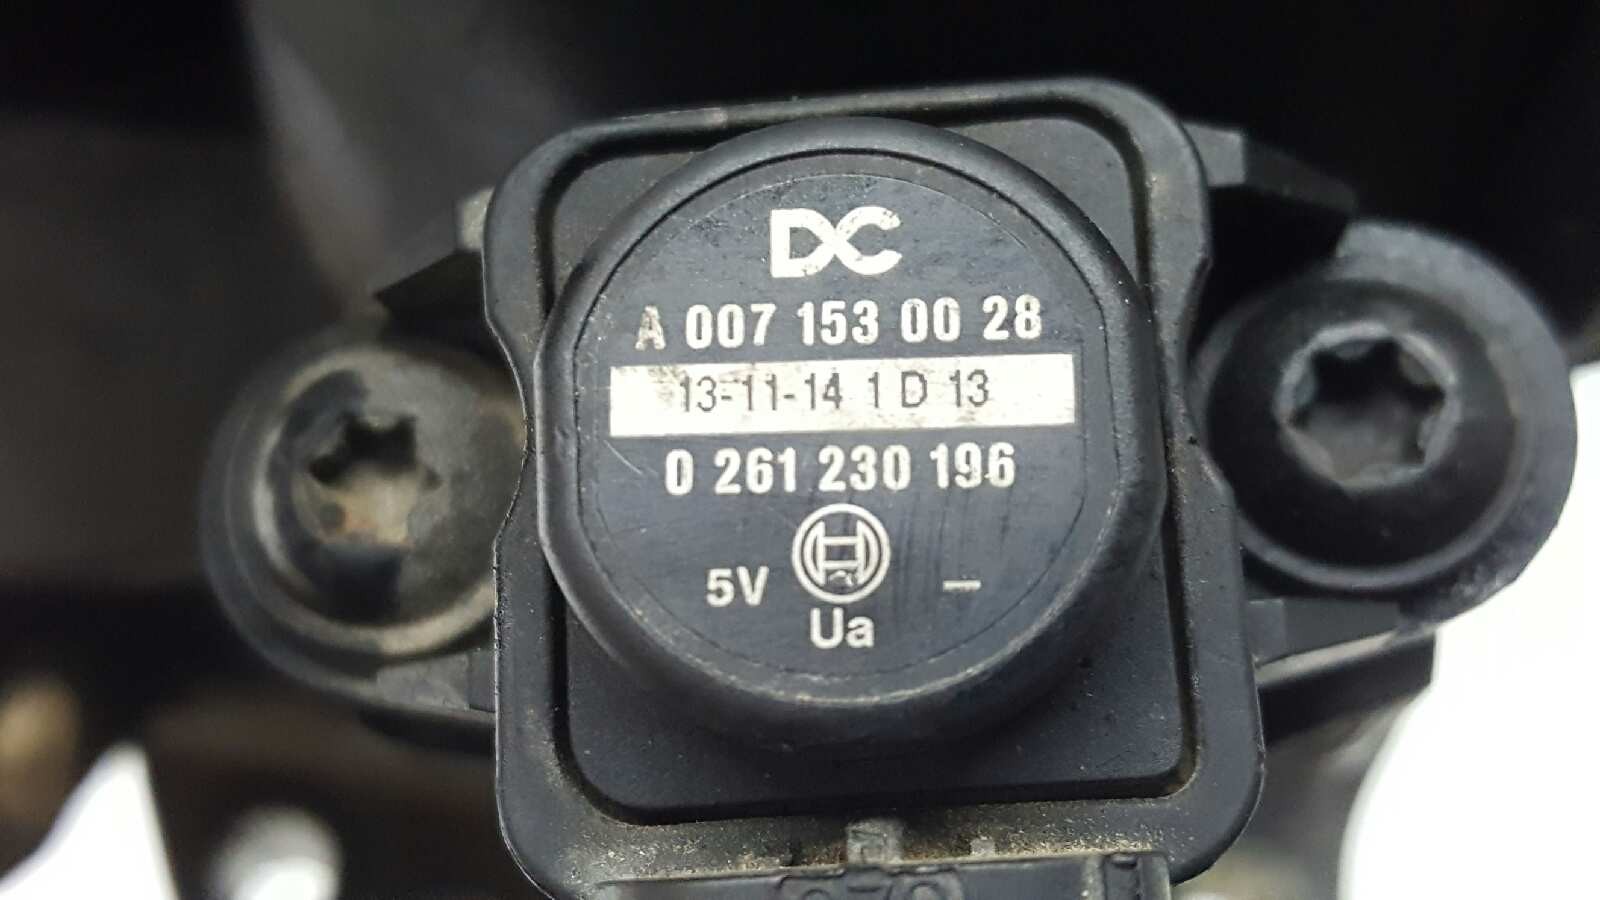 DC
A 007 153 00 28
13-11-14 1 D 13
0 261 230 196
5V –
Ua